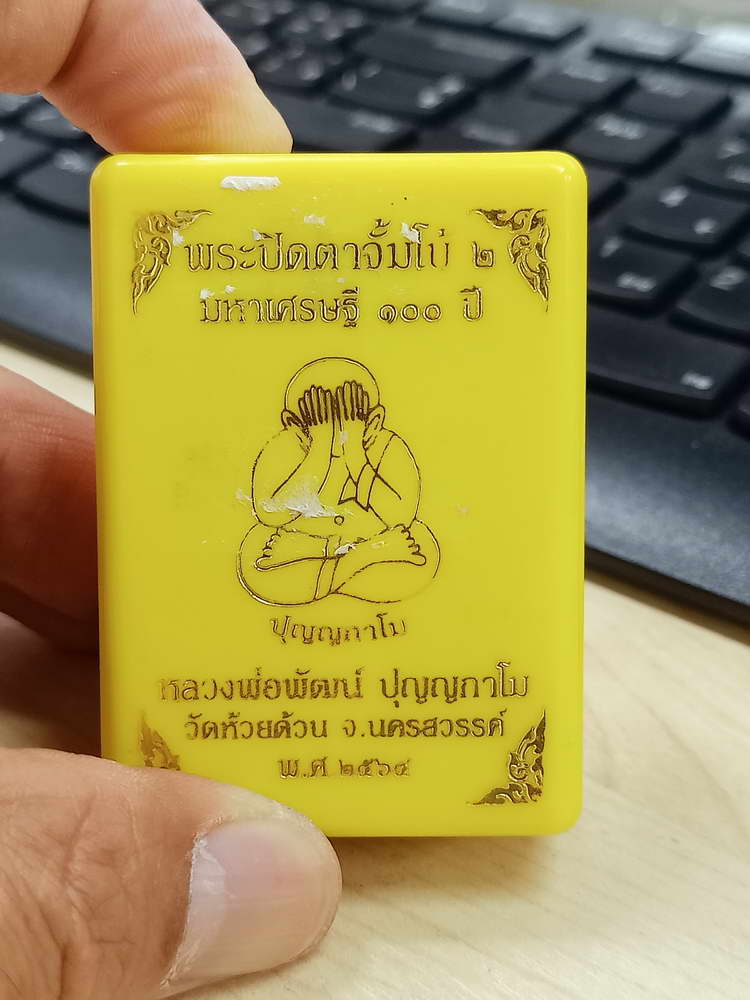 พระปิดตาจั้มโบ้ ๒
มหาเศรษฐี ๑๐๐ ปี
ปุญญกาโม
หลวงพ่อพัฒน์ ปุญญกาโม
วัดห้วยด้วน จ.นครสวรรค์
พ.ศ ๒๕๖๔